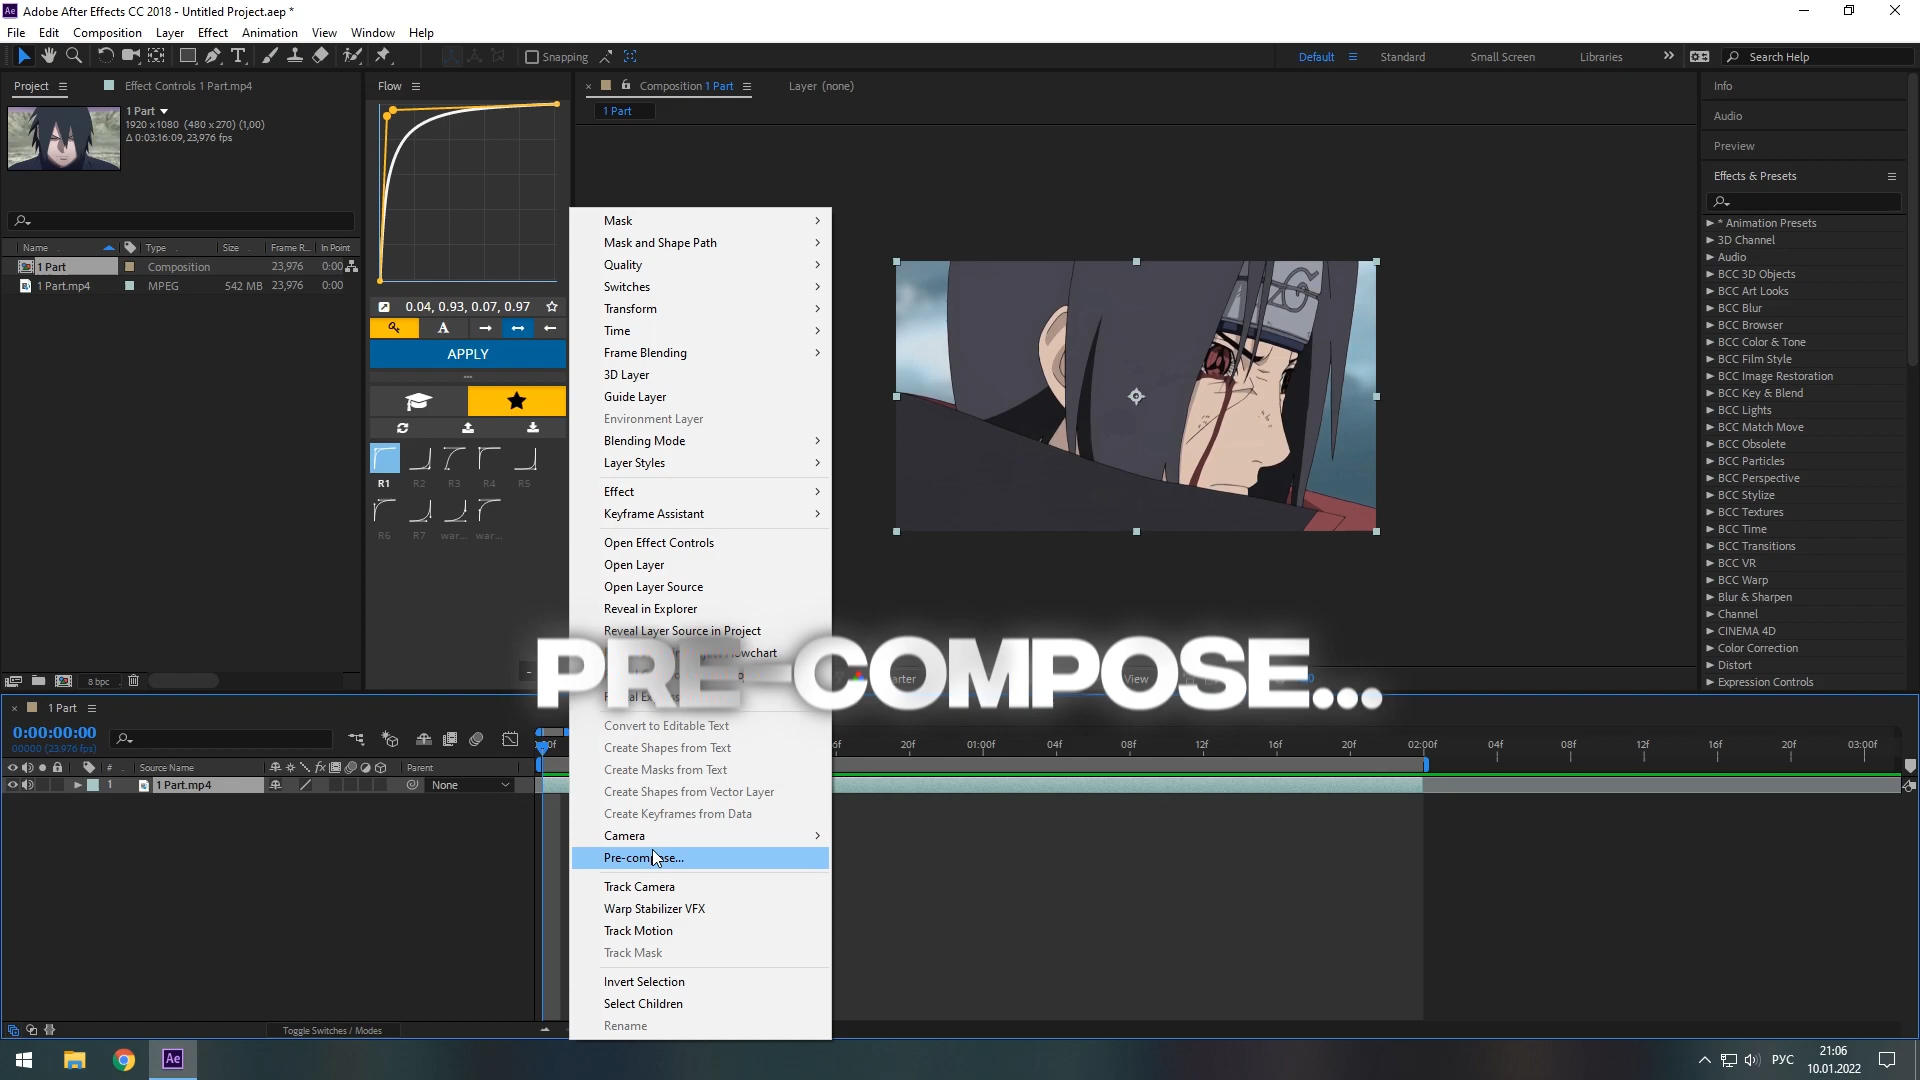 Adobe After Effects CC 2018 - Untitled Project.aep *
File Edit Composition Layer Effect Animation View Window Help
Snapping
Default Standard Small Screen Libraries Search Help
Project Effect Controls 1 Part.mp4
1 Part
1920 x1080 (480 x270) (1,00)
Δ 0:03:16:09, 23,976 fps
Name Type Size Frame R... In Point
1 Part Composition 23,976 0:00
1 Part.mp4 MPEG 542 MB 23,976 0:00
8 bpc
Flow
0.04, 0.93, 0.07, 0.97
A
APPLY
R1 R2 R3 R4 R5
R6 R7 war... war...
Composition 1 Part Layer (none)
1 Part
Mask
Mask and Shape Path
Quality
Switches
Transform
Time
Frame Blending
3D Layer
Guide Layer
Environment Layer
Blending Mode
Layer Styles
Effect
Keyframe Assistant
Open Effect Controls
Open Layer
Open Layer Source
Reveal in Explorer
Reveal Layer Source in Project
PRE-COMPOSE...
View
Convert to Editable Text
Create Shapes from Text
Create Masks from Text
Create Shapes from Vector Layer
Create Keyframes from Data
Camera
Pre-compose...
Track Camera
Warp Stabilizer VFX
Track Motion
Track Mask
Invert Selection
Select Children
Rename
Info
Audio
Preview
Effects & Presets
* Animation Presets
3D Channel
Audio
BCC 3D Objects
BCC Art Looks
BCC Blur
BCC Browser
BCC Color & Tone
BCC Film Style
BCC Image Restoration
BCC Key & Blend
BCC Lights
BCC Match Move
BCC Obsolete
BCC Particles
BCC Perspective
BCC Stylize
BCC Textures
BCC Time
BCC Transitions
BCC VR
BCC Warp
Blur & Sharpen
Channel
CINEMA 4D
Color Correction
Distort
Expression Controls
1 Part
0:00:00:00
00000 (23.976 fps)
20f 01:00f 04f 08f 12f 16f 20f 02:00f 04f 08f 12f 16f 20f 03:00f
# Source Name Parent
1 1 Part.mp4 None
Toggle Switches / Modes
Ae
РУС
21:06
10.01.2022